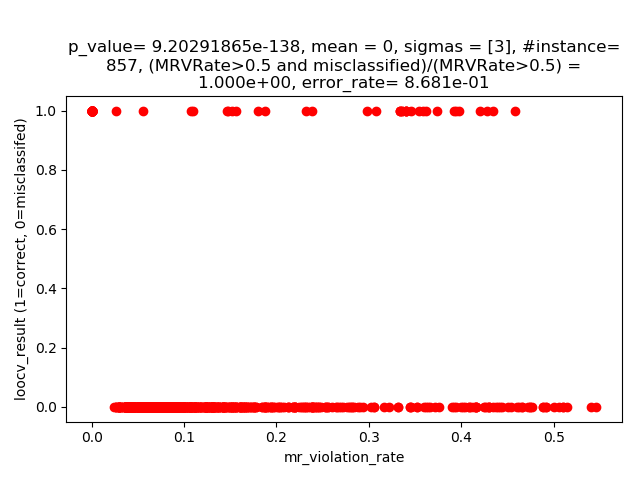 p_value= 9.20291865e-138, mean = 0, sigmas = [3], #instance=
857, (MRVRate>0.5 and misclassified)/(MRVRate>0.5) =
1.000e+00, error_rate= 8.681e-01
loocv_result (1=correct, 0=misclassifed)
1.0
0.8
0.6
0.4
0.2
0.0
0.0 0.1 0.2 0.3 0.4 0.5
mr_violation_rate